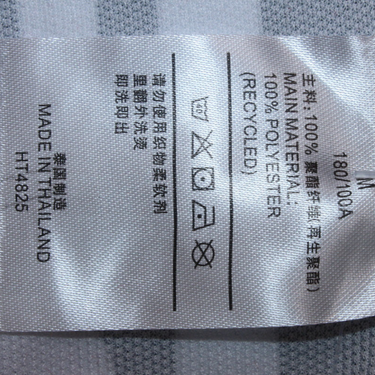 M
180/100A
主料: 100% 聚酯纤维(再生聚酯)
MAIN MATERIAL:
100% POLYESTER
(RECYCLED)
40
请勿使用织物柔软剂
里翻外洗烫
即洗即出
泰国制造
MADE IN THAILAND
HT4825